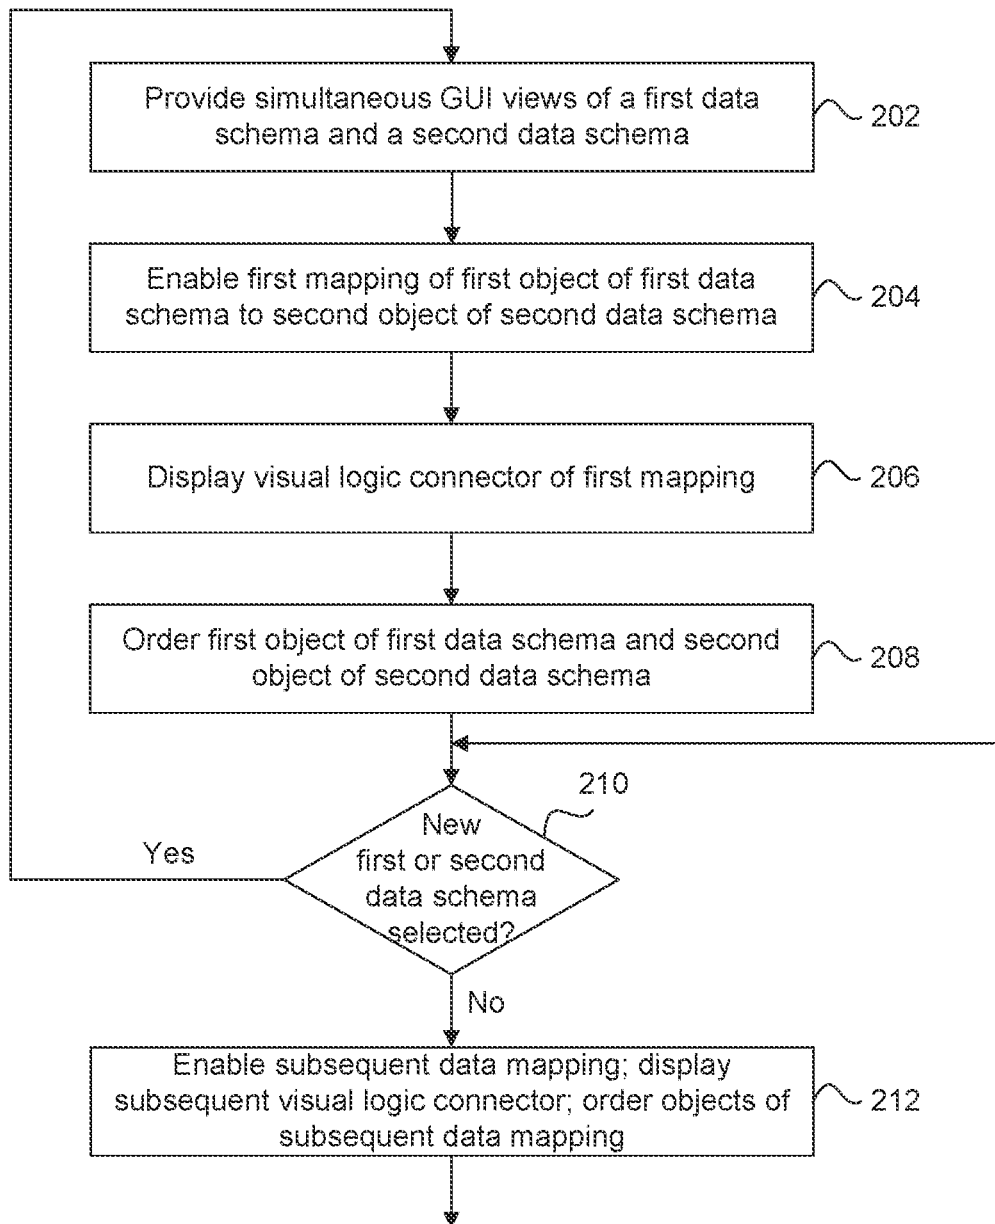 Provide simultaneous GUI views of a first data
schema and a second data schema
202
Enable first mapping of first object of first data
schema to second object of second data schema
204
Display visual logic connector of first mapping
206
Order first object of first data schema and second
object of second data schema
208
210
New
first or second
data schema
selected?
Yes
No
Enable subsequent data mapping; display
subsequent visual logic connector; order objects of
subsequent data mapping
212